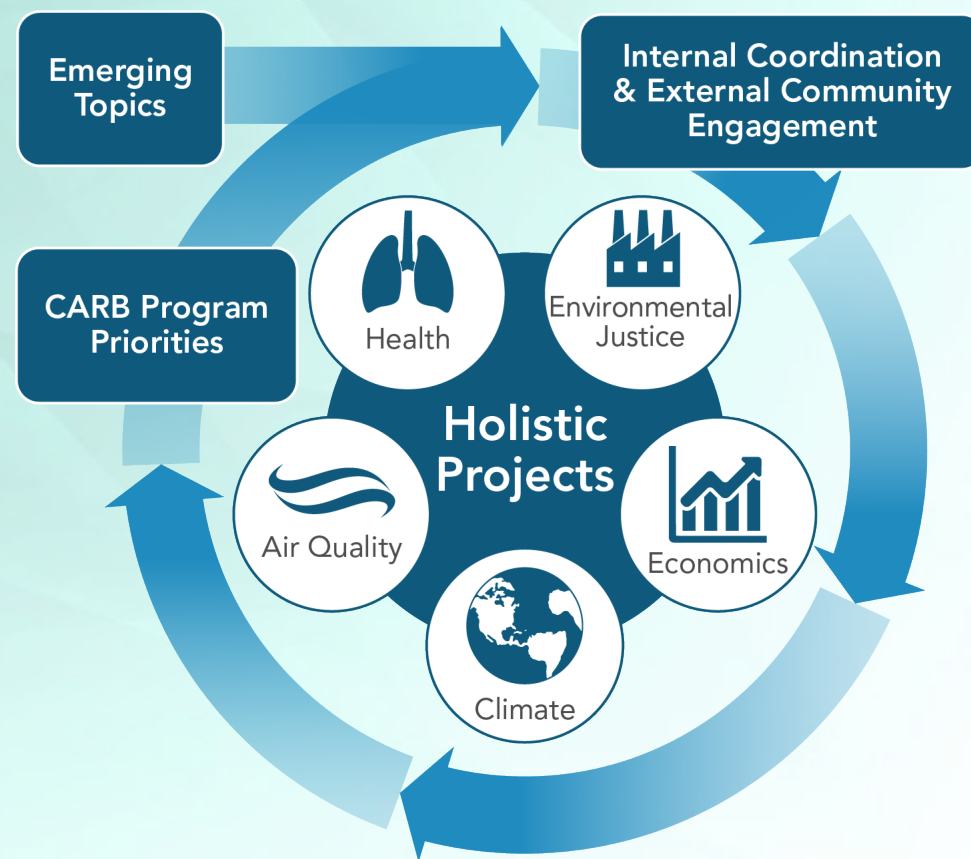 Emerging
Topics
Internal Coordination
& External Community
Engagement
CARB Program
Priorities
Health
Environmental
Justice
Holistic
Projects
Air Quality
Economics
Climate